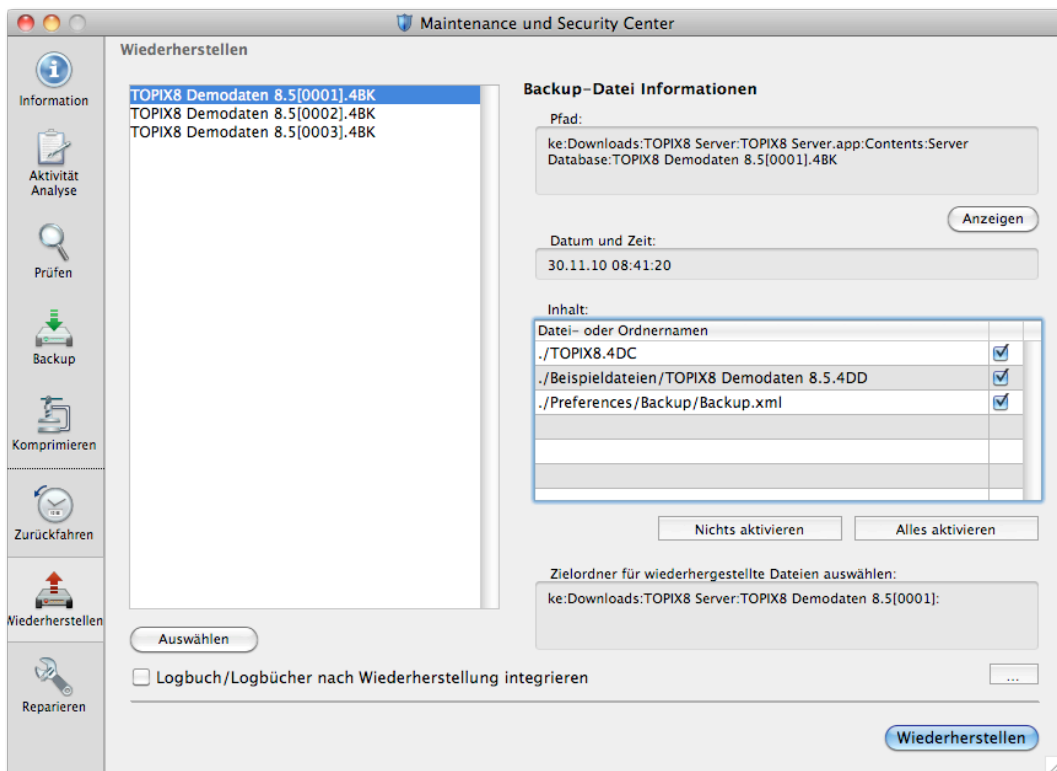 Maintenance und Security Center
Information
Aktivität
Analyse
Prüfen
Backup
Komprimieren
Zurückfahren
Wiederherstellen
Reparieren
Wiederherstellen
TOPIX8 Demodaten 8.5[0001].4BK
TOPIX8 Demodaten 8.5[0002].4BK
TOPIX8 Demodaten 8.5[0003].4BK
Auswählen
Logbuch/Logbücher nach Wiederherstellung integrieren
Backup-Datei Informationen
Pfad:
ke:Downloads:TOPIX8 Server:TOPIX8 Server.app:Contents:Server
Database:TOPIX8 Demodaten 8.5[0001].4BK
Anzeigen
Datum und Zeit:
30.11.10 08:41:20
Inhalt:
Datei- oder Ordnernamen
./TOPIX8.4DC
./Beispieldateien/TOPIX8 Demodaten 8.5.4DD
./Preferences/Backup/Backup.xml
Nichts aktivieren
Alles aktivieren
Zielordner für wiederhergestellte Dateien auswählen:
ke:Downloads:TOPIX8 Server:TOPIX8 Demodaten 8.5[0001]:
...
Wiederherstellen